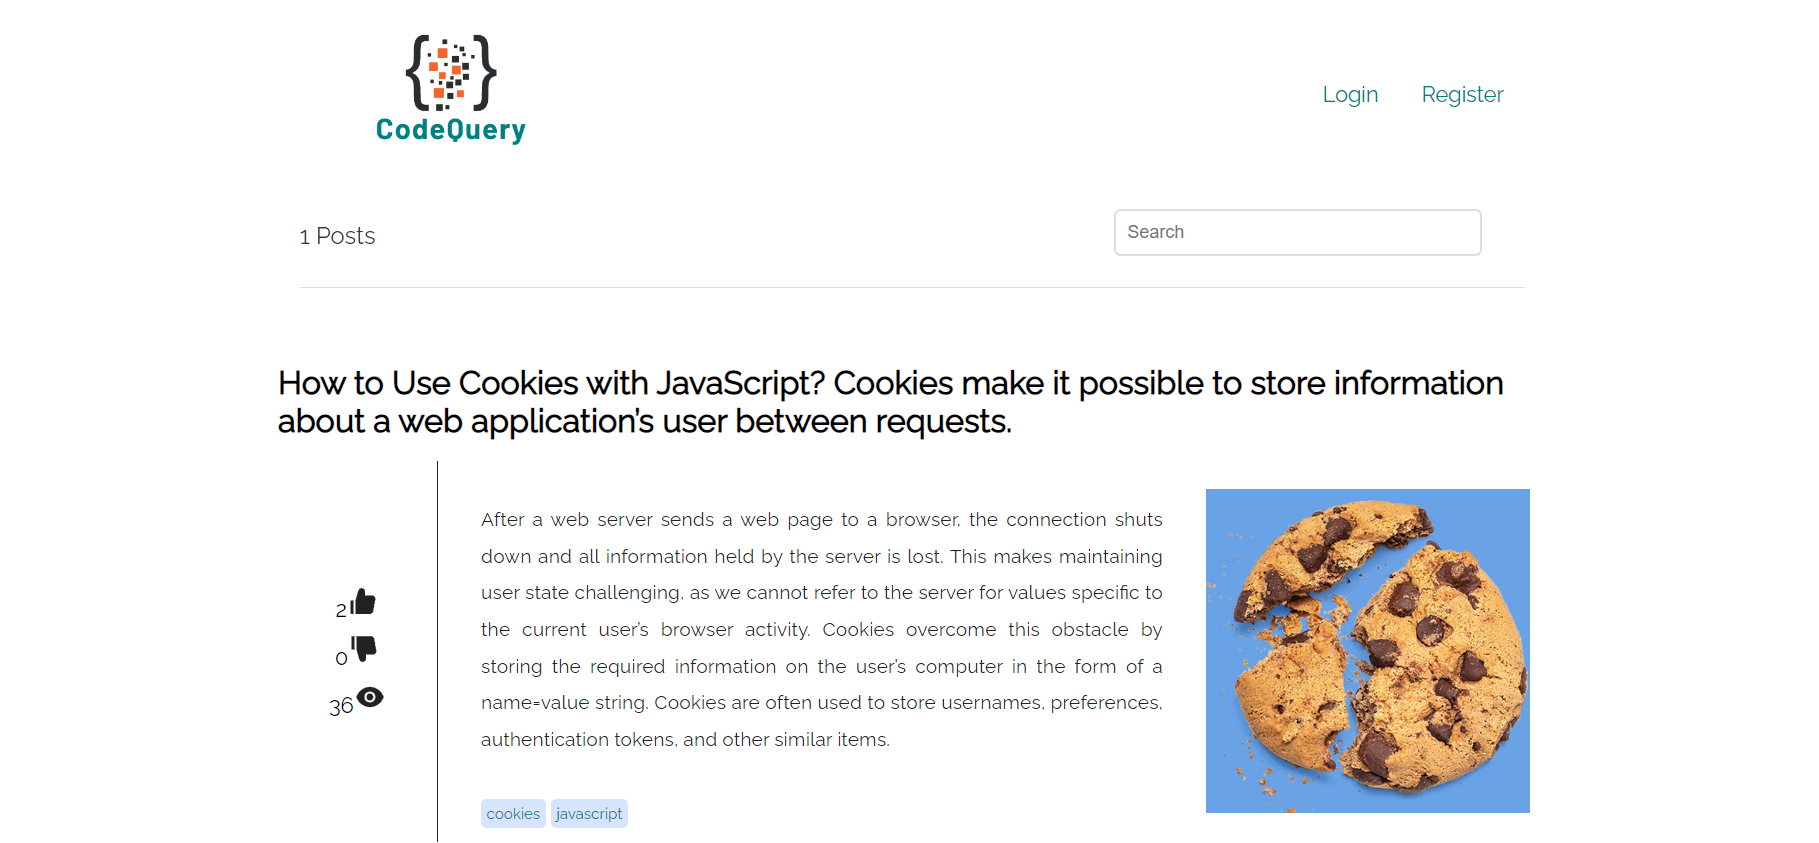 CodeQuery
Login Register
1 Posts
Search
How to Use Cookies with JavaScript? Cookies make it possible to store information
about a web application’s user between requests.
After a web server sends a web page to a browser, the connection shuts
down and all information held by the server is lost. This makes maintaining
user state challenging, as we cannot refer to the server for values specific to
the current user’s browser activity. Cookies overcome this obstacle by
storing the required information on the user’s computer in the form of a
name=value string. Cookies are often used to store usernames, preferences,
authentication tokens, and other similar items.
2
0
36
cookies javascript